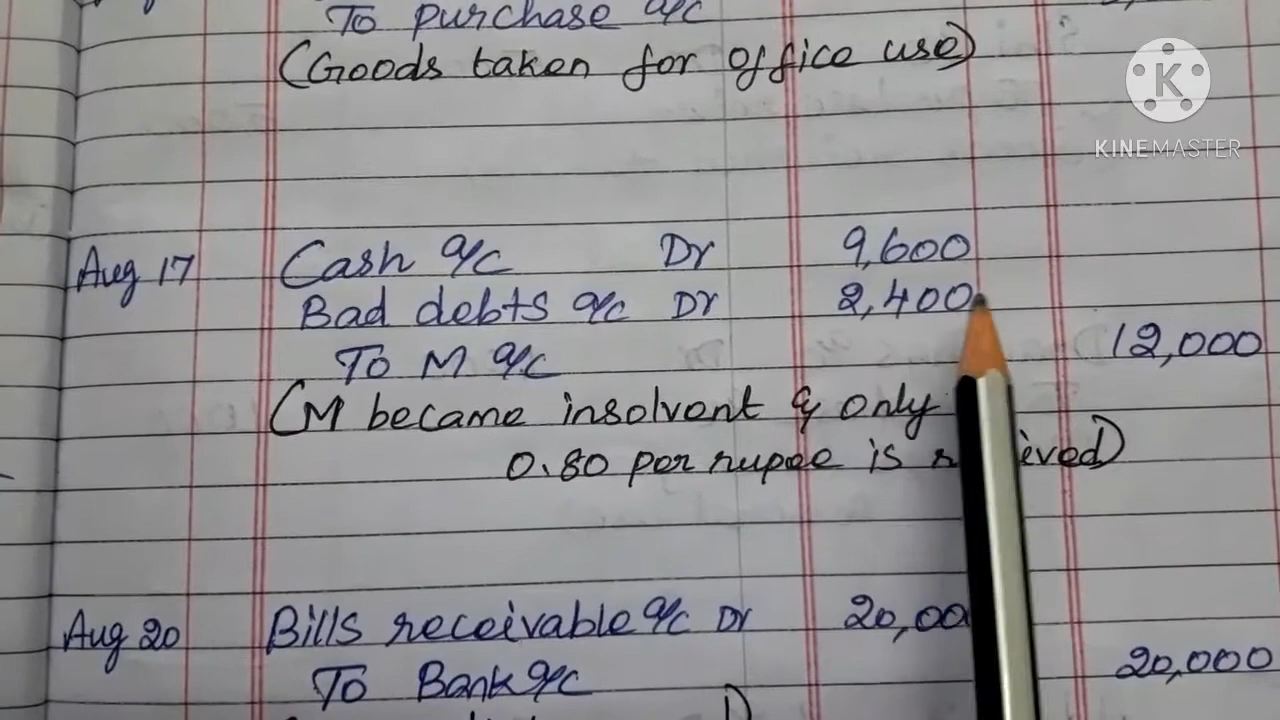 To purchase a/c
(Goods taken for office use)
KINEMASTER
Aug 17 Cash a/c Dr 9,600
Bad debts a/c Dr 2,400
To M a/c 12,000
(M became insolvent & only
0.80 per rupee is
Aug 20 Bills receivable a/c Dr 20,00
To Bank a/c 20,000